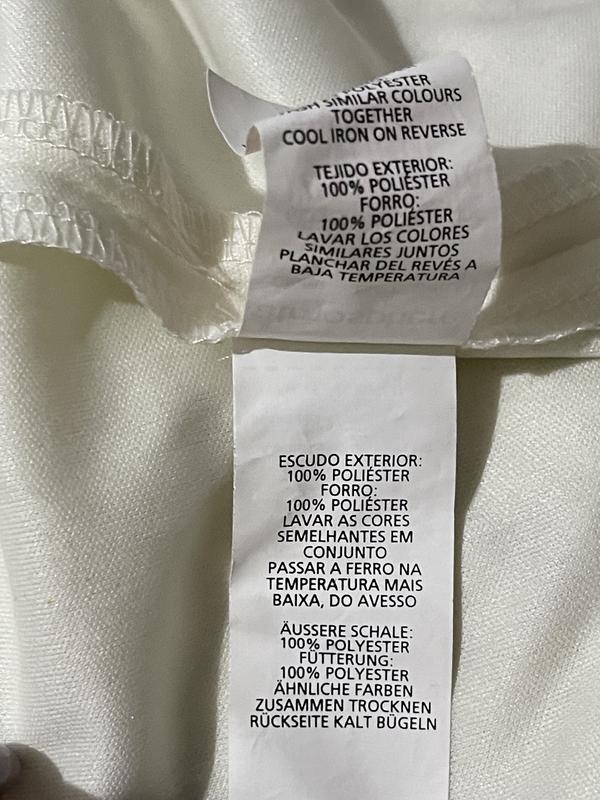 POLYESTER
WASH SIMILAR COLOURS
TOGETHER
COOL IRON ON REVERSE
TEJIDO EXTERIOR:
100% POLIÉSTER
FORRO:
100% POLIÉSTER
LAVAR LOS COLORES
SIMILARES JUNTOS
PLANCHAR DEL REVÉS A
BAJA TEMPERATURA
ESCUDO EXTERIOR:
100% POLIÉSTER
FORRO:
100% POLIÉSTER
LAVAR AS CORES
SEMELHANTES EM
CONJUNTO
PASSAR A FERRO NA
TEMPERATURA MAIS
BAIXA, DO AVESSO
ÄUSSERE SCHALE:
100% POLYESTER
FÜTTERUNG:
100% POLYESTER
ÄHNLICHE FARBEN
ZUSAMMEN TROCKNEN
RÜCKSEITE KALT BÜGELN